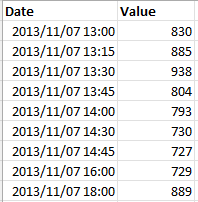 Date Value
2013/11/07 13:00 830
2013/11/07 13:15 885
2013/11/07 13:30 938
2013/11/07 13:45 804
2013/11/07 14:00 793
2013/11/07 14:30 730
2013/11/07 14:45 727
2013/11/07 16:00 729
2013/11/07 18:00 889